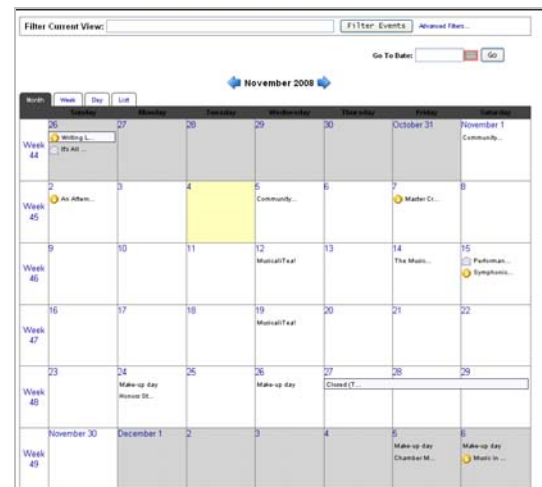 Filter Current View: Filter Events Advanced Filters...
Go To Date: Go
November 2008
Month Week Day List
Sunday Monday Tuesday Wednesday Thursday Friday Saturday
26 27 28 29 30 October 31 November 1
Writing L... Community...
Week 44 It's All ...
2 3 4 5 6 7 8
An Aftern... Community... Master Cr...
Week 45
9 10 11 12 13 14 15
Musical!Tea! The Music... Performan...
Week 46 Symphonic...
16 17 18 19 20 21 22
Musical!Tea!
Week 47
23 24 25 26 27 28 29
Make-up day Make-up day Closed (T...
Honors St...
Week 48
November 30 December 1 2 3 4 5 6
Make-up day Make-up day
Week 49 Chamber M... Music in ...